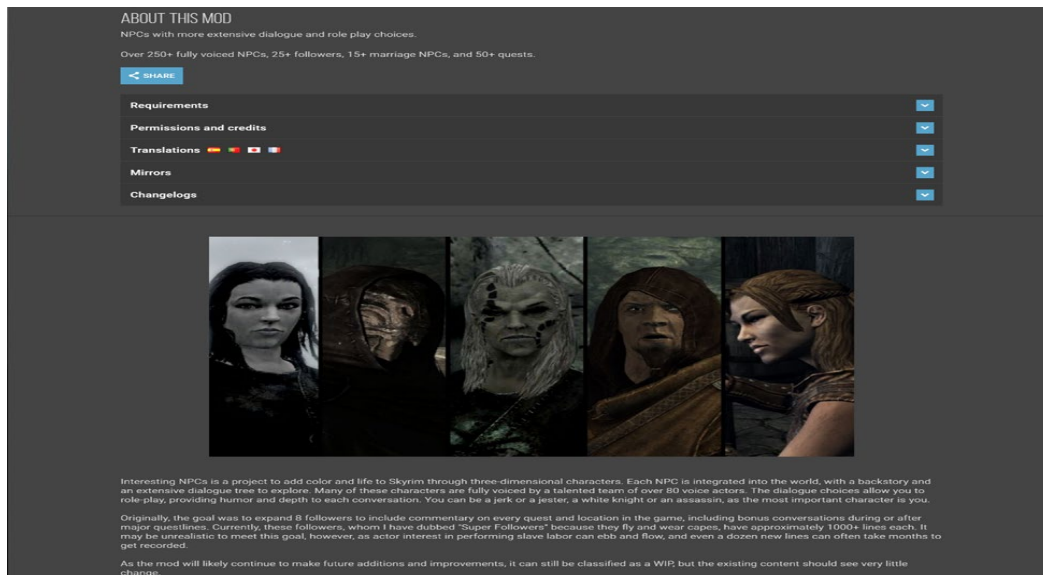 ABOUT THIS MOD
NPCs with more extensive dialogue and role play choices.
Over 250+ fully voiced NPCs, 25+ followers, 15+ marriage NPCs, and 50+ quests.
SHARE
Requirements
Permissions and credits
Translations
Mirrors
Changelogs
Interesting NPCs is a project to add color and life to Skyrim through three-dimensional characters. Each NPC is integrated into the world, with a backstory and
an extensive dialogue tree to explore. Many of these characters are fully voiced by a talented team of over 80 voice actors. The dialogue choices allow you to
role-play, providing humor and depth to each conversation. You can be a jerk or a jester, a white knight or an assassin, as the most important character is you.
Originally, the goal was to expand 8 followers to include commentary on every quest and location in the game, including bonus conversations during or after
major questlines. Currently, these followers, whom I have dubbed "Super Followers" because they fly and wear capes, have approximately 1000+ lines each. It
may be unrealistic to meet this goal, however, as actor interest in performing slave labor can ebb and flow, and even a dozen new lines can often take months to
get recorded.
As the mod will likely continue to make future additions and improvements, it can still be classified as a WIP, but the existing content should see very little
change.